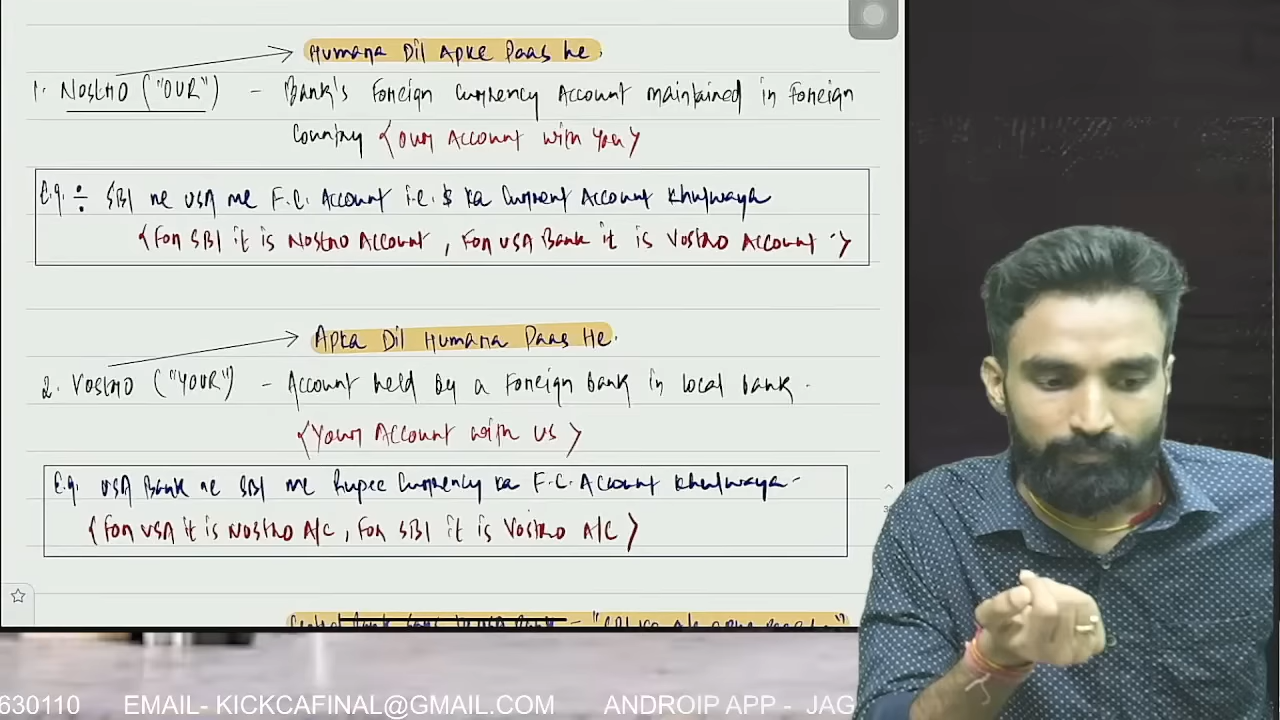 Humara Dil Apke Paas he.
1. Nostro ("OUR") - Bank's Foreign Currency Account maintained in Foreign
Country <Our Account with You>
E.g. ÷ SBI ne USA me F.C. Account i.e. $ ka Current Account Khulwaya
<For SBI it is Nostro Account, For USA Bank it is Vostro Account>
Apka Dil Humara Paas He.
2. Vostro ("YOUR") - Account held by a Foreign bank in local bank.
<Your Account with us>
E.g. USA Bank ne SBI me Rupee Currency ka F.C. Account Khulwaya-
<For USA it is Nostro A/C, For SBI it is Vostro A/C>
630110 EMAIL- KICKCAFINAL@GMAIL.COM ANDROIP APP - JAG